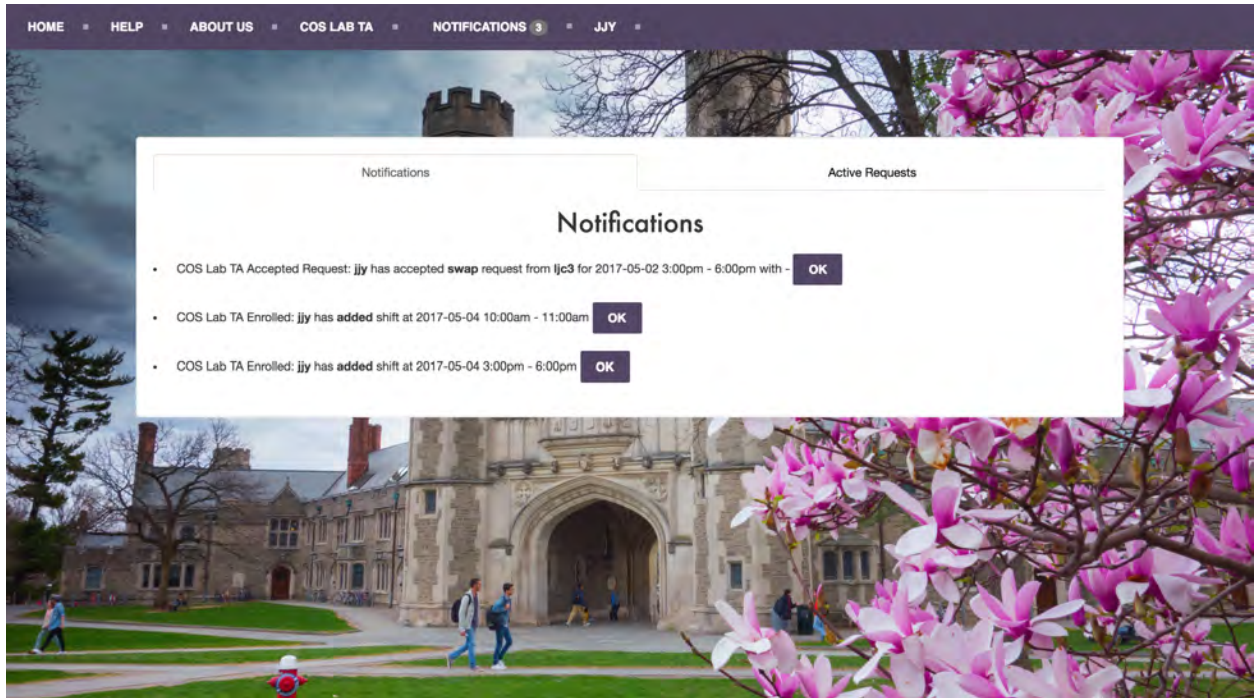 HOME HELP ABOUT US COS LAB TA NOTIFICATIONS 3 JJY
Notifications Active Requests
Notifications
COS Lab TA Accepted Request: jjy has accepted swap request from ljc3 for 2017-05-02 3:00pm - 6:00pm with - OK
COS Lab TA Enrolled: jjy has added shift at 2017-05-04 10:00am - 11:00am OK
COS Lab TA Enrolled: jjy has added shift at 2017-05-04 3:00pm - 6:00pm OK